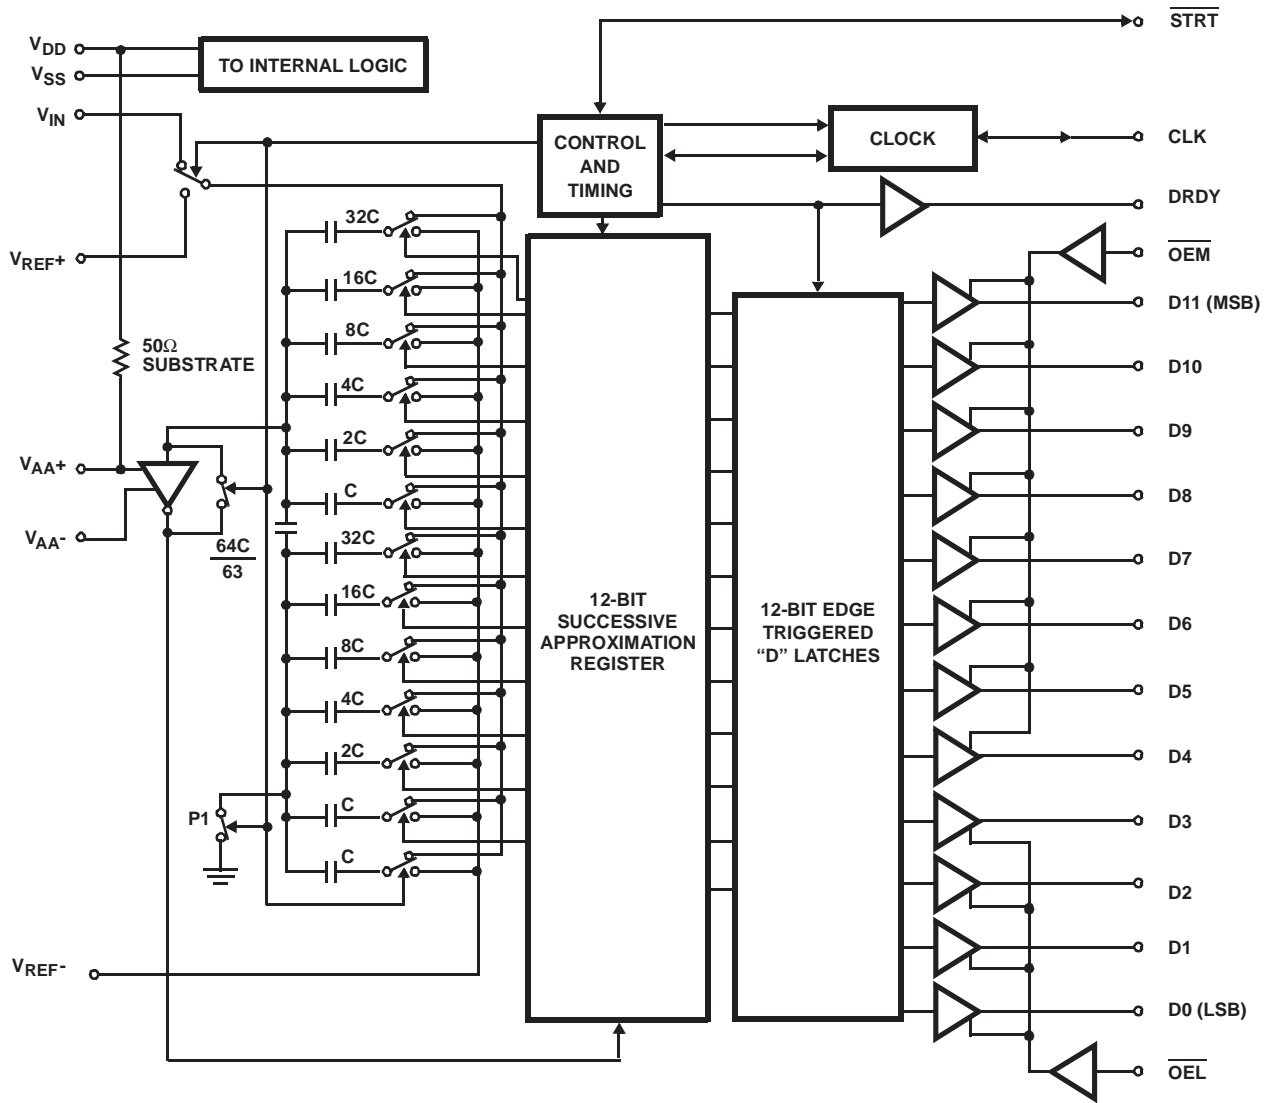 STRT
VDD
VSS
TO INTERNAL LOGIC
VIN
CONTROL
AND
TIMING
CLOCK
CLK
DRDY
VREF+
OEM
32C
16C
8C
4C
2C
C
32C
16C
8C
4C
2C
C
C
50Ω
SUBSTRATE
VAA+
VAA-
64C
63
P1
VREF-
12-BIT
SUCCESSIVE
APPROXIMATION
REGISTER
12-BIT EDGE
TRIGGERED
“D” LATCHES
D11 (MSB)
D10
D9
D8
D7
D6
D5
D4
D3
D2
D1
D0 (LSB)
OEL